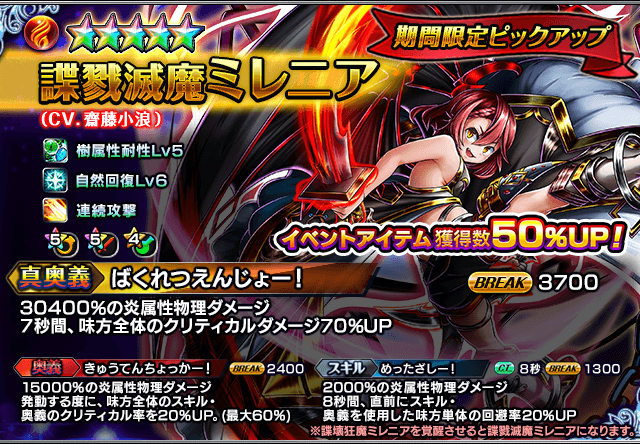 期間限定ピックアップ
諜戮滅魔ミレニア
(CV.齋藤小浪)
樹属性耐性Lv5
自然回復Lv6
連続攻撃
5 5 4
イベントアイテム獲得数50%UP!
真奥義 ばくれつえんじょー! BREAK 3700
30400%の炎属性物理ダメージ
7秒間、味方全体のクリティカルダメージ70%UP
奥義 きゅうてんちょっかー! BREAK 2400
15000%の炎属性物理ダメージ
発動する度に、味方全体のスキル・
奥義のクリティカル率を20%UP。(最大60%)
スキル めったざしー! CT 8秒 BREAK 1300
2000%の炎属性物理ダメージ
8秒間、直前にスキル・
奥義を使用した味方単体の回避率20%UP
※諜壊狂魔ミレニアを覚醒させると諜戮滅魔ミレニアになります。